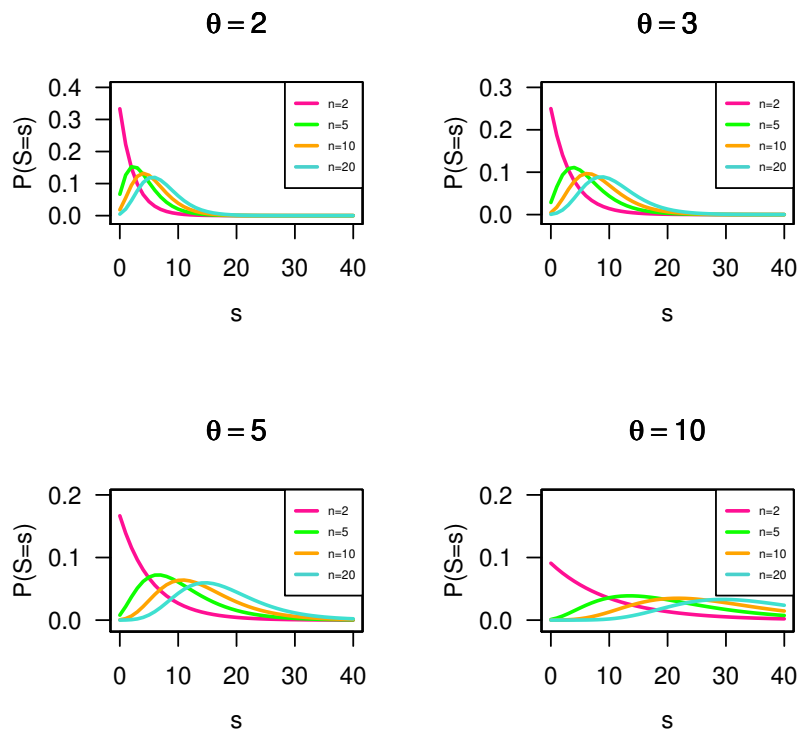 θ = 2
P(S=s)
0.4
0.3
0.2
0.1
0.0
n=2
n=5
n=10
n=20
0 10 20 30 40
s
θ = 3
P(S=s)
0.3
0.2
0.1
0.0
n=2
n=5
n=10
n=20
0 10 20 30 40
s
θ = 5
P(S=s)
0.2
0.1
0.0
n=2
n=5
n=10
n=20
0 10 20 30 40
s
θ = 10
P(S=s)
0.2
0.1
0.0
n=2
n=5
n=10
n=20
0 10 20 30 40
s